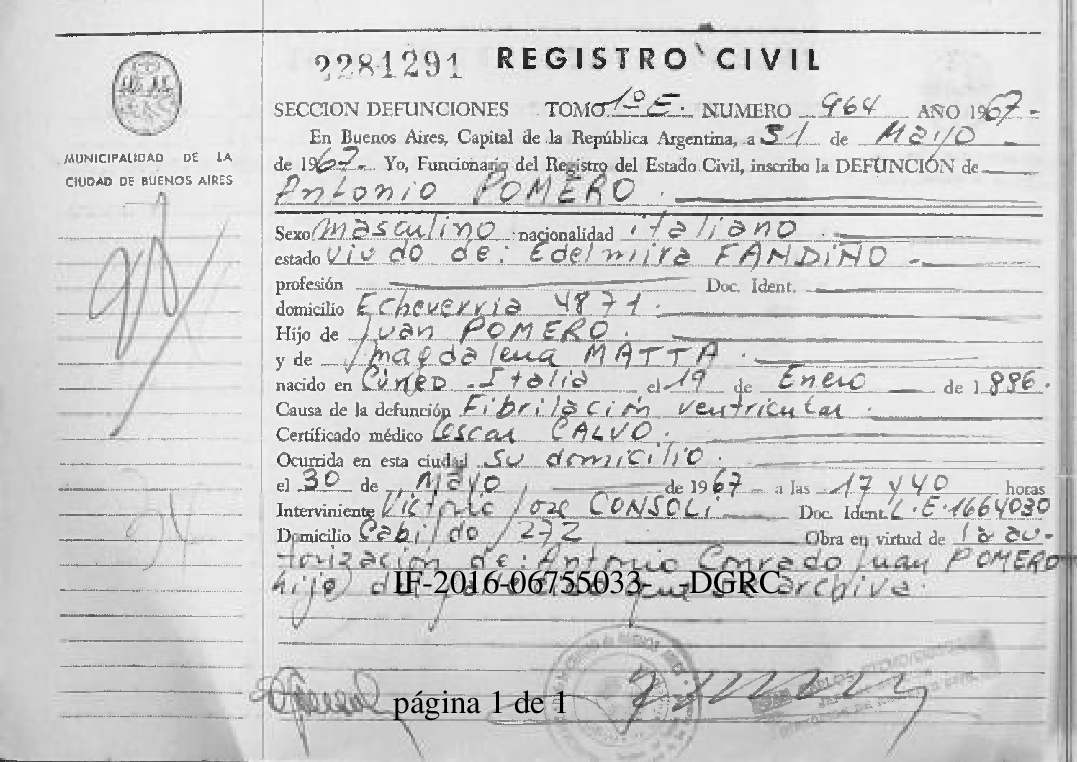 2281291 REGISTRO CIVIL
MUNICIPALIDAD DE LA
CIUDAD DE BUENOS AIRES
SECCION DEFUNCIONES TOMO 1º E. NUMERO 964 AÑO 1967-
En Buenos Aires, Capital de la República Argentina, a 31 de Mayo
de 1967- Yo, Funcionario del Registro del Estado Civil, inscribo la DEFUNCIÓN de
Antonio POMERO.
Sexo Masculino nacionalidad italiano.
estado Viudo de: Edelmira FANDIÑO.-
profesión Doc. Ident.
domicilio Echeverria 4871.
Hijo de Juan POMERO.
y de Magdalena MATTA.
nacido en Cúneo - Italia el 19 de Enero de 1.886.
Causa de la defunción Fibrilación ventricular.
Certificado médico Oscar CALVO.
Ocurrida en esta ciudad su domicilio.
el 30 de Mayo de 1967- a las 17 y 40 horas
Interviniente José CONSOLI Doc. Ident. L.E.1664030
Domicilio Cabildo 272 Obra en virtud de la au-
torización de: Antonio Conrado Juan POMERO
hijo archiva.
IF-2016-06755033- -DGRC
página 1 de 1